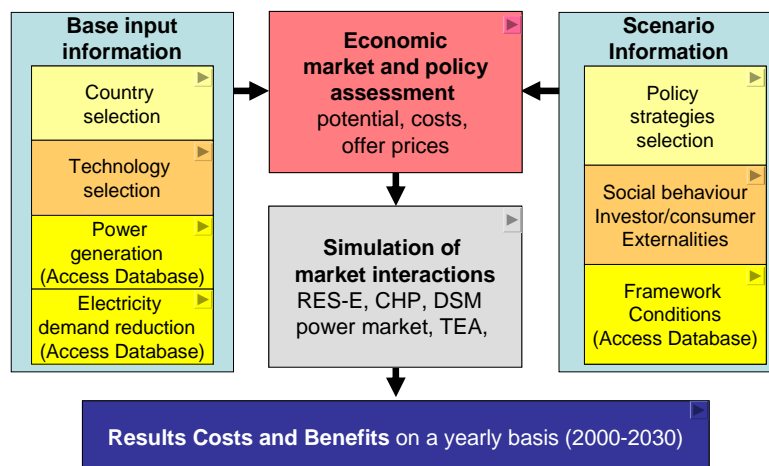 Base input
information
Country
selection
Technology
selection
Power
generation
(Access Database)
Electricity
demand reduction
(Access Database)
Economic
market and policy
assessment
potential, costs,
offer prices
Simulation of
market interactions
RES-E, CHP, DSM
power market, TEA,
Scenario
Information
Policy
strategies
selection
Social behaviour
Investor/consumer
Externalities
Framework
Conditions
(Access Database)
Results Costs and Benefits on a yearly basis (2000-2030)